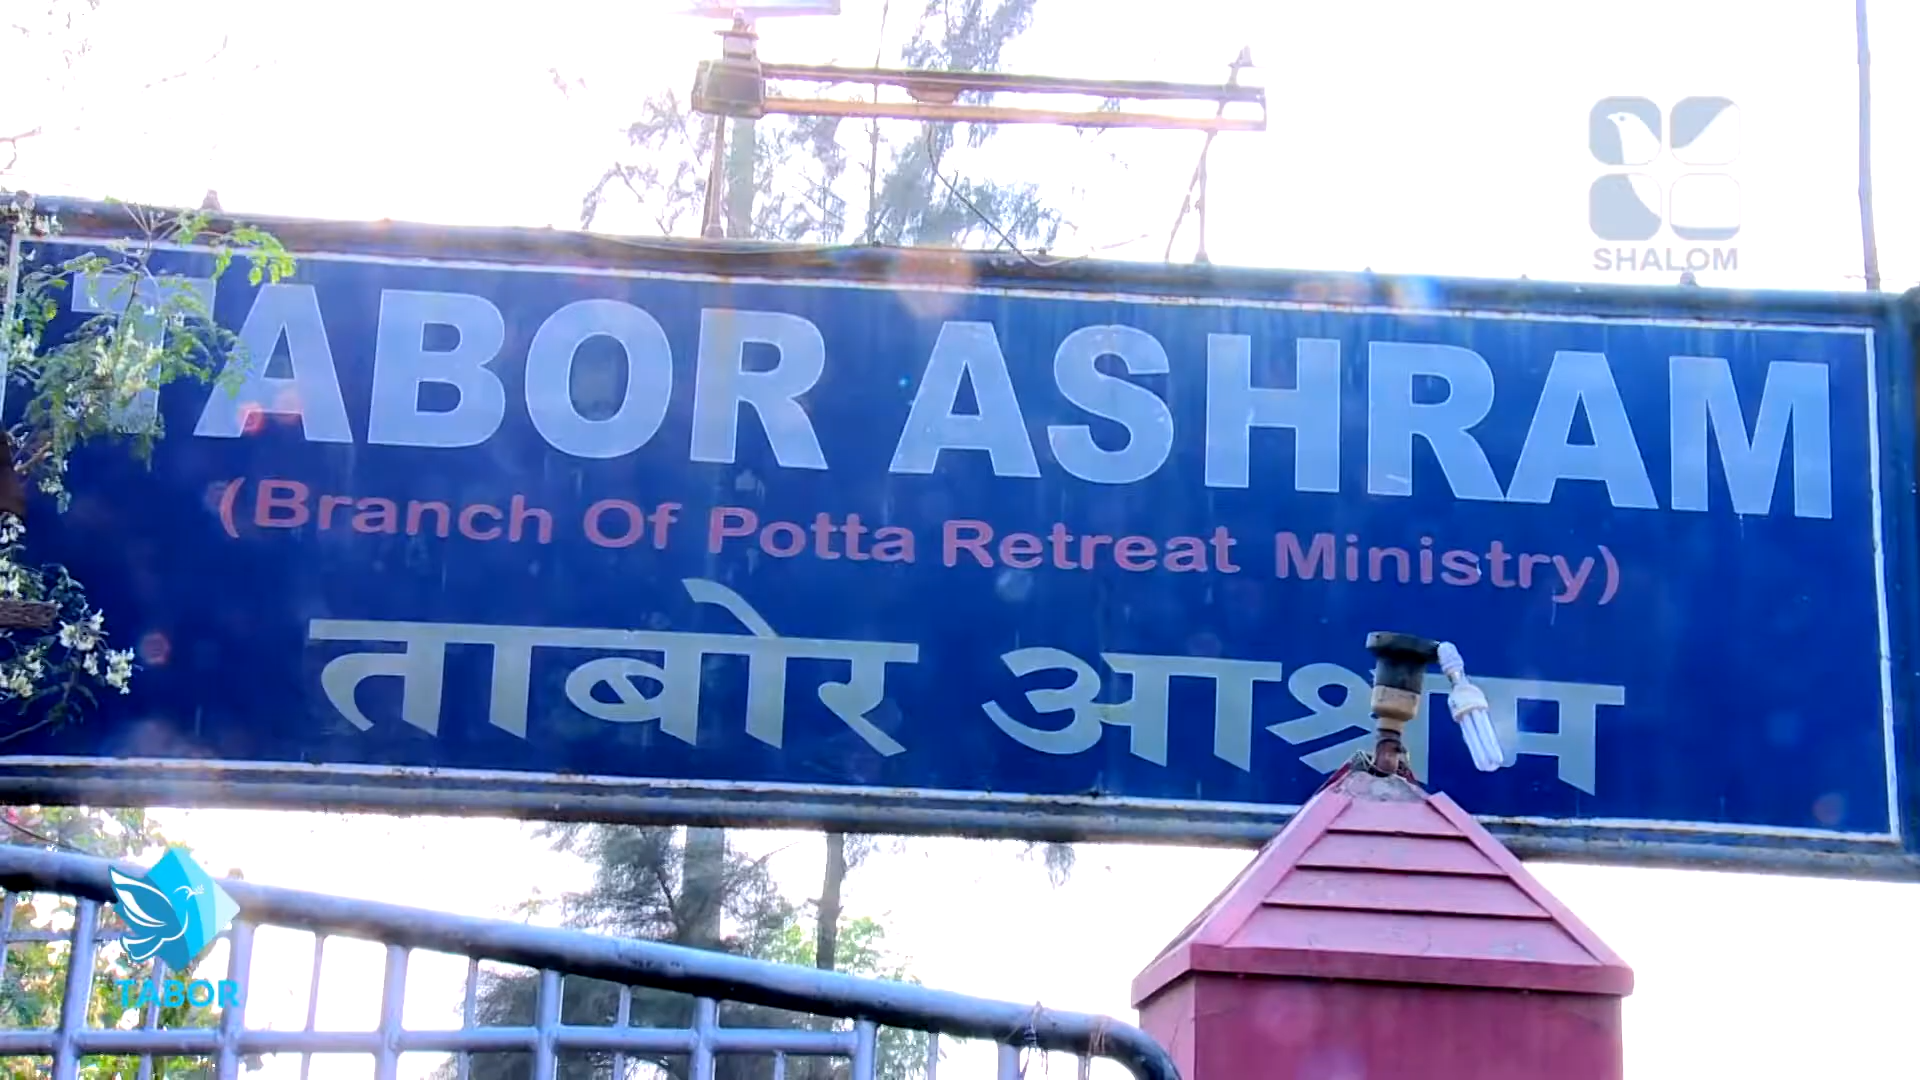 SHALOM
TABOR ASHRAM
(Branch Of Potta Retreat Ministry)
ताबोर आश्रम
TABOR